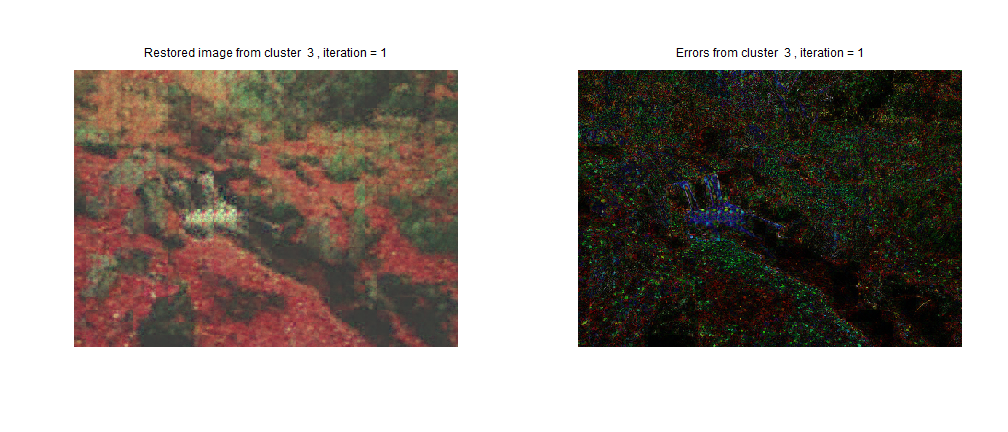 Restored image from cluster  3 , iteration = 1
Errors from cluster  3 , iteration = 1